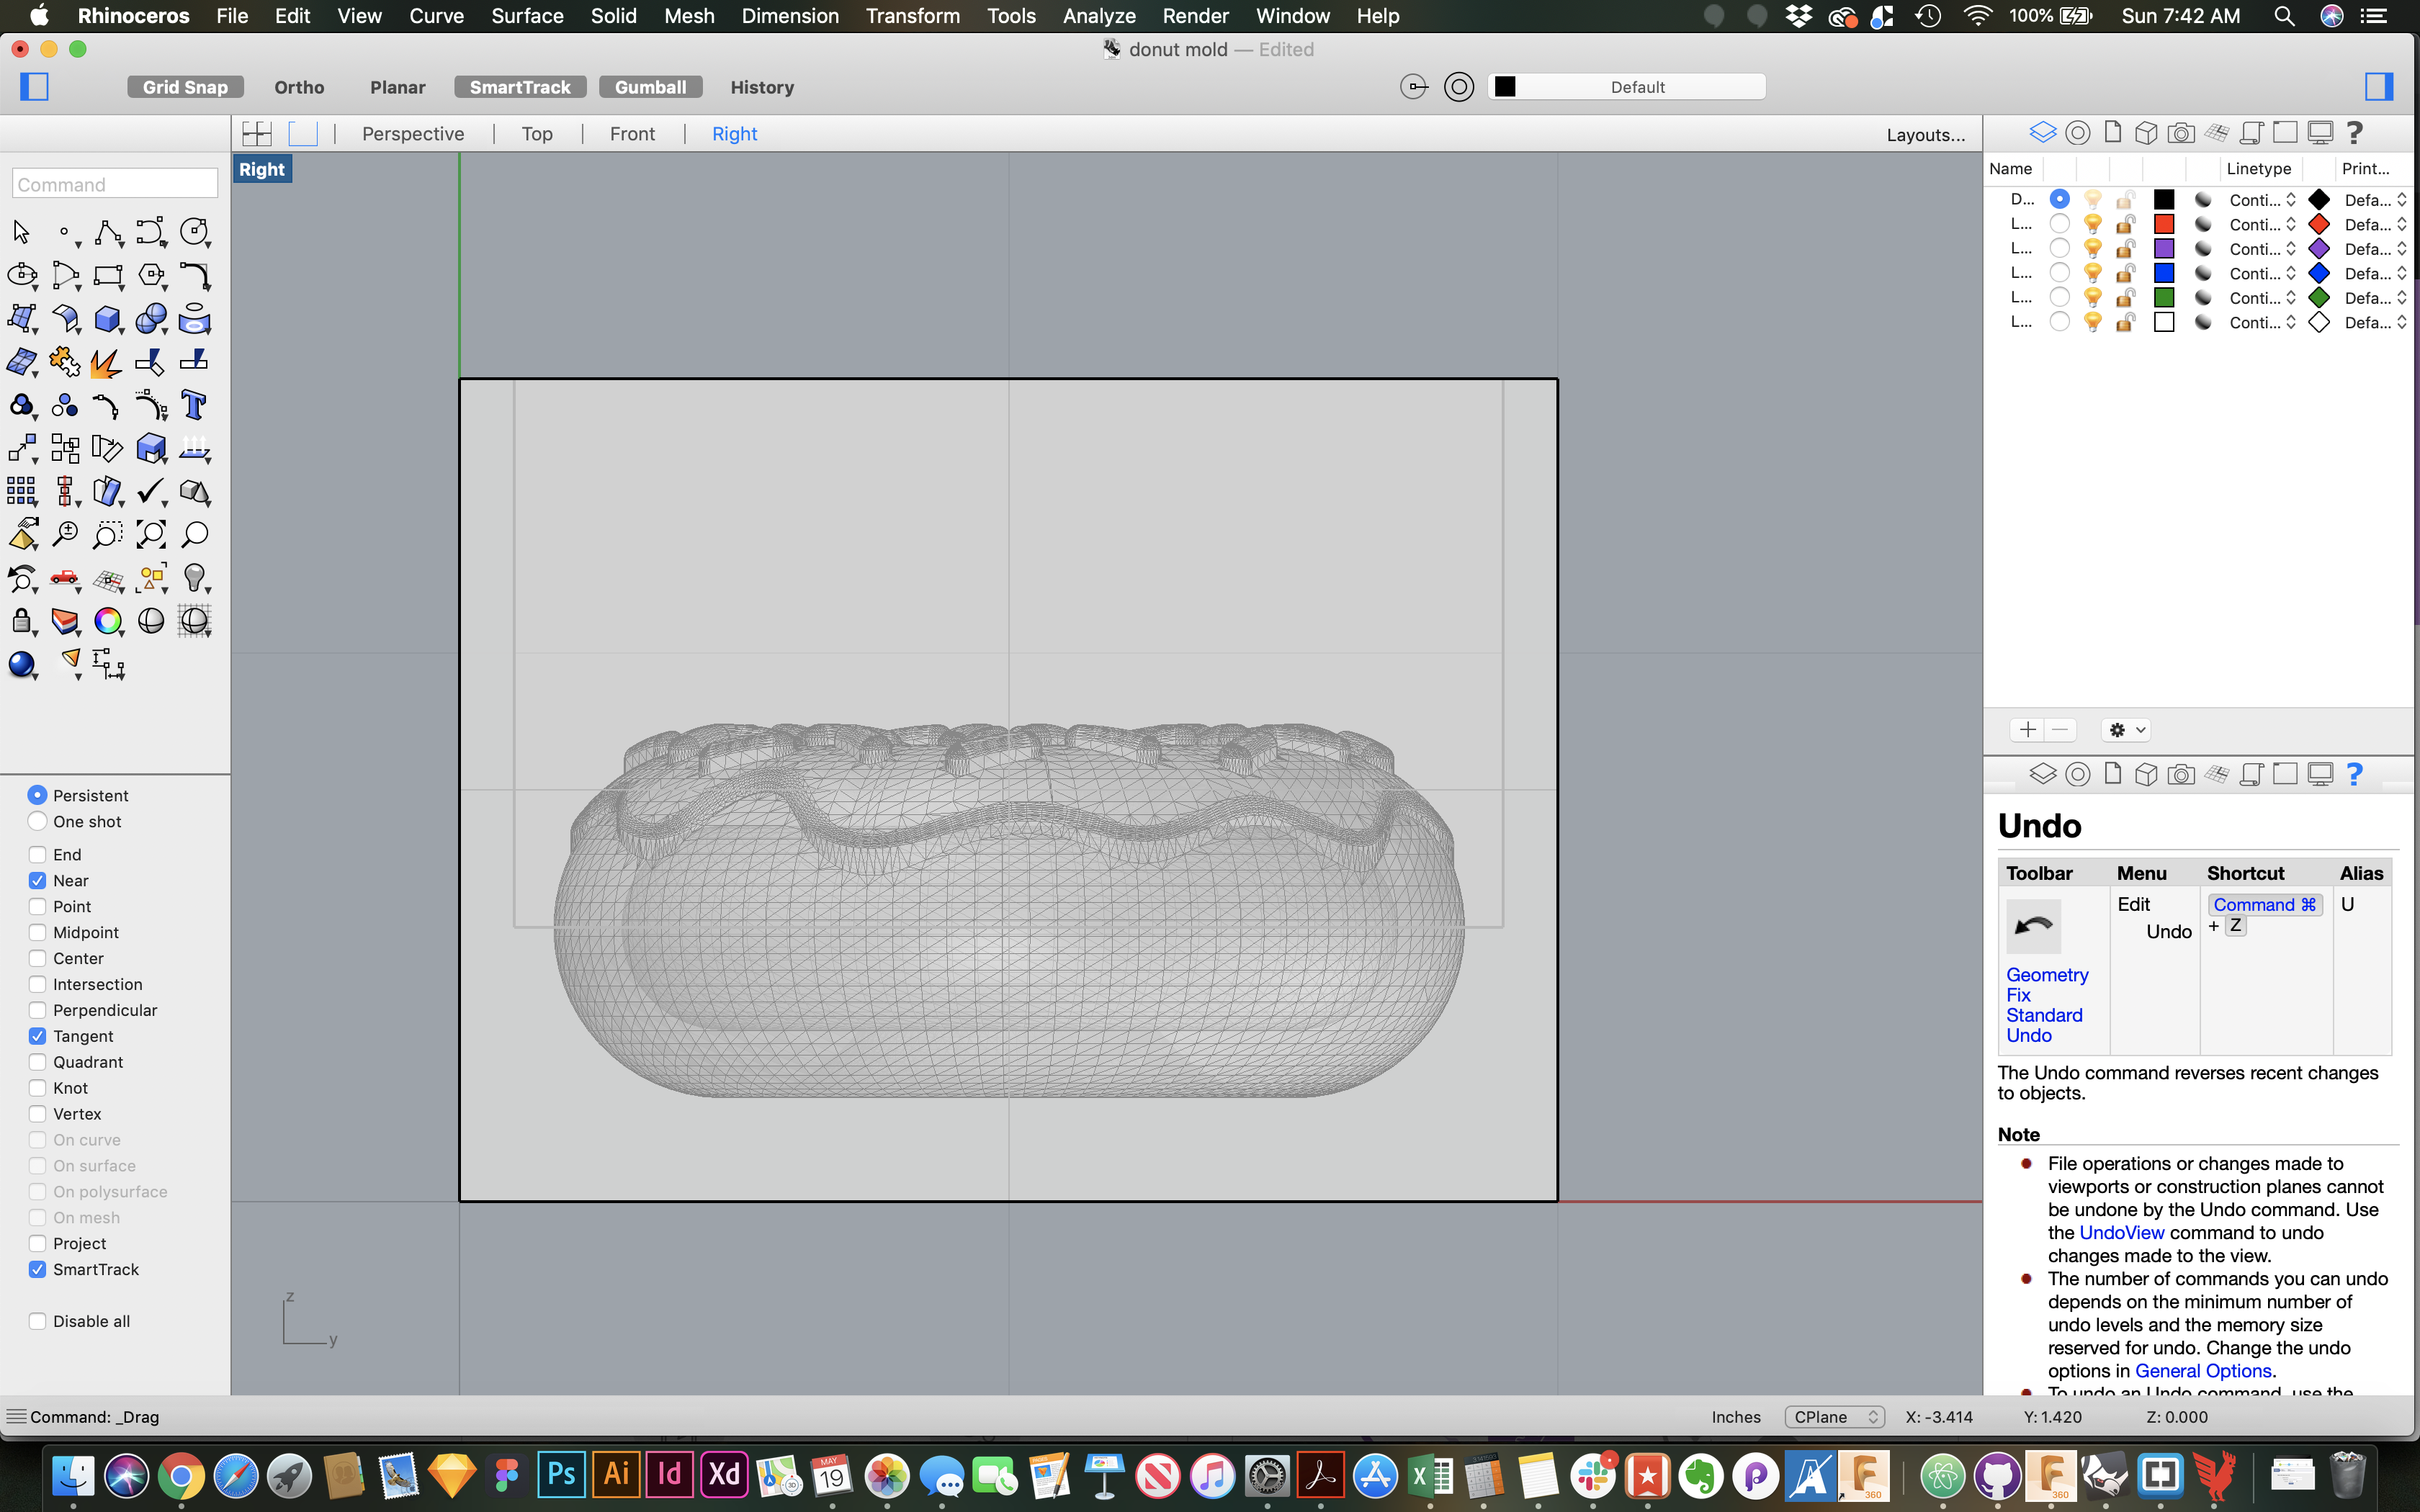 Rhinoceros File Edit View Curve Surface Solid Mesh Dimension Transform Tools Analyze Render Window Help 100% Sun 7:42 AM
donut mold — Edited
Grid Snap Ortho Planar SmartTrack Gumball History Default
Perspective Top Front Right Layouts...
Right
Command
Persistent
One shot
End
Near
Point
Midpoint
Center
Intersection
Perpendicular
Tangent
Quadrant
Knot
Vertex
On curve
On surface
On polysurface
On mesh
Project
SmartTrack
Disable all
z
y
Name Linetype Print...
D... Conti... Defa...
L... Conti... Defa...
L... Conti... Defa...
L... Conti... Defa...
L... Conti... Defa...
L... Conti... Defa...
Undo
Toolbar Menu Shortcut Alias
Edit Command ⌘ U
Undo + Z
Geometry
Fix
Standard
Undo
The Undo command reverses recent changes
to objects.
Note
File operations or changes made to
viewports or construction planes cannot
be undone by the Undo command. Use
the UndoView command to undo
changes made to the view.
The number of commands you can undo
depends on the minimum number of
undo levels and the memory size
reserved for undo. Change the undo
options in General Options.
To undo an Undo command, use the
Command: _Drag Inches CPlane X: -3.414 Y: 1.420 Z: 0.000
Ps Ai Id Xd MAY 19 360 360